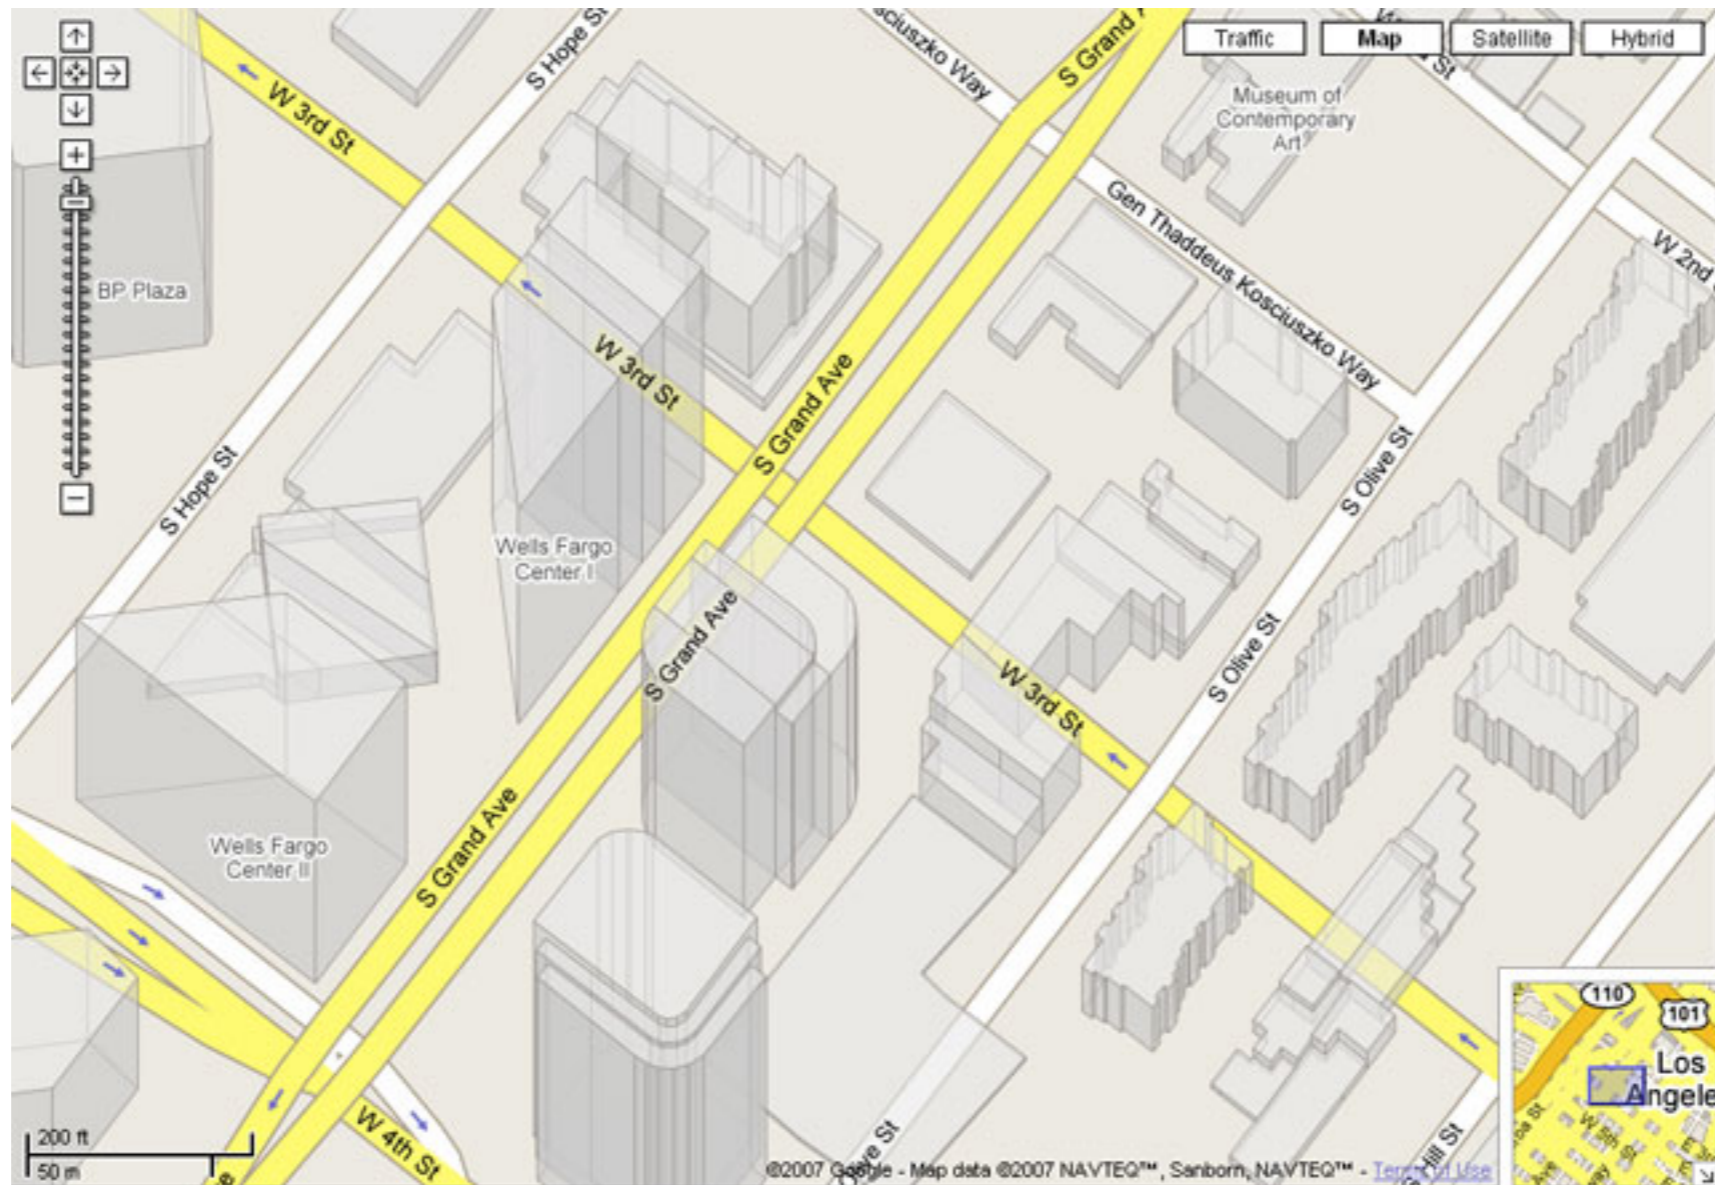 Traffic
Map
Satellite
Hybrid
S Hope St
S Grand
W 3rd St
Museum of
Contemporary
Art
Gen Thaddeus Kosciuszko Way
W 2nd
BP Plaza
W 3rd St
S Grand Ave
S Olive St
S Hope St
Wells Fargo
Center I
S Grand Ave
S Olive St
W 3rd St
Wells Fargo
Center II
S Grand Ave
110
101
Los
Angele
200 ft
50 m
W 4th St
©2007 Google - Map data ©2007 NAVTEQ™, Sanborn, NAVTEQ™ - Terms of Use